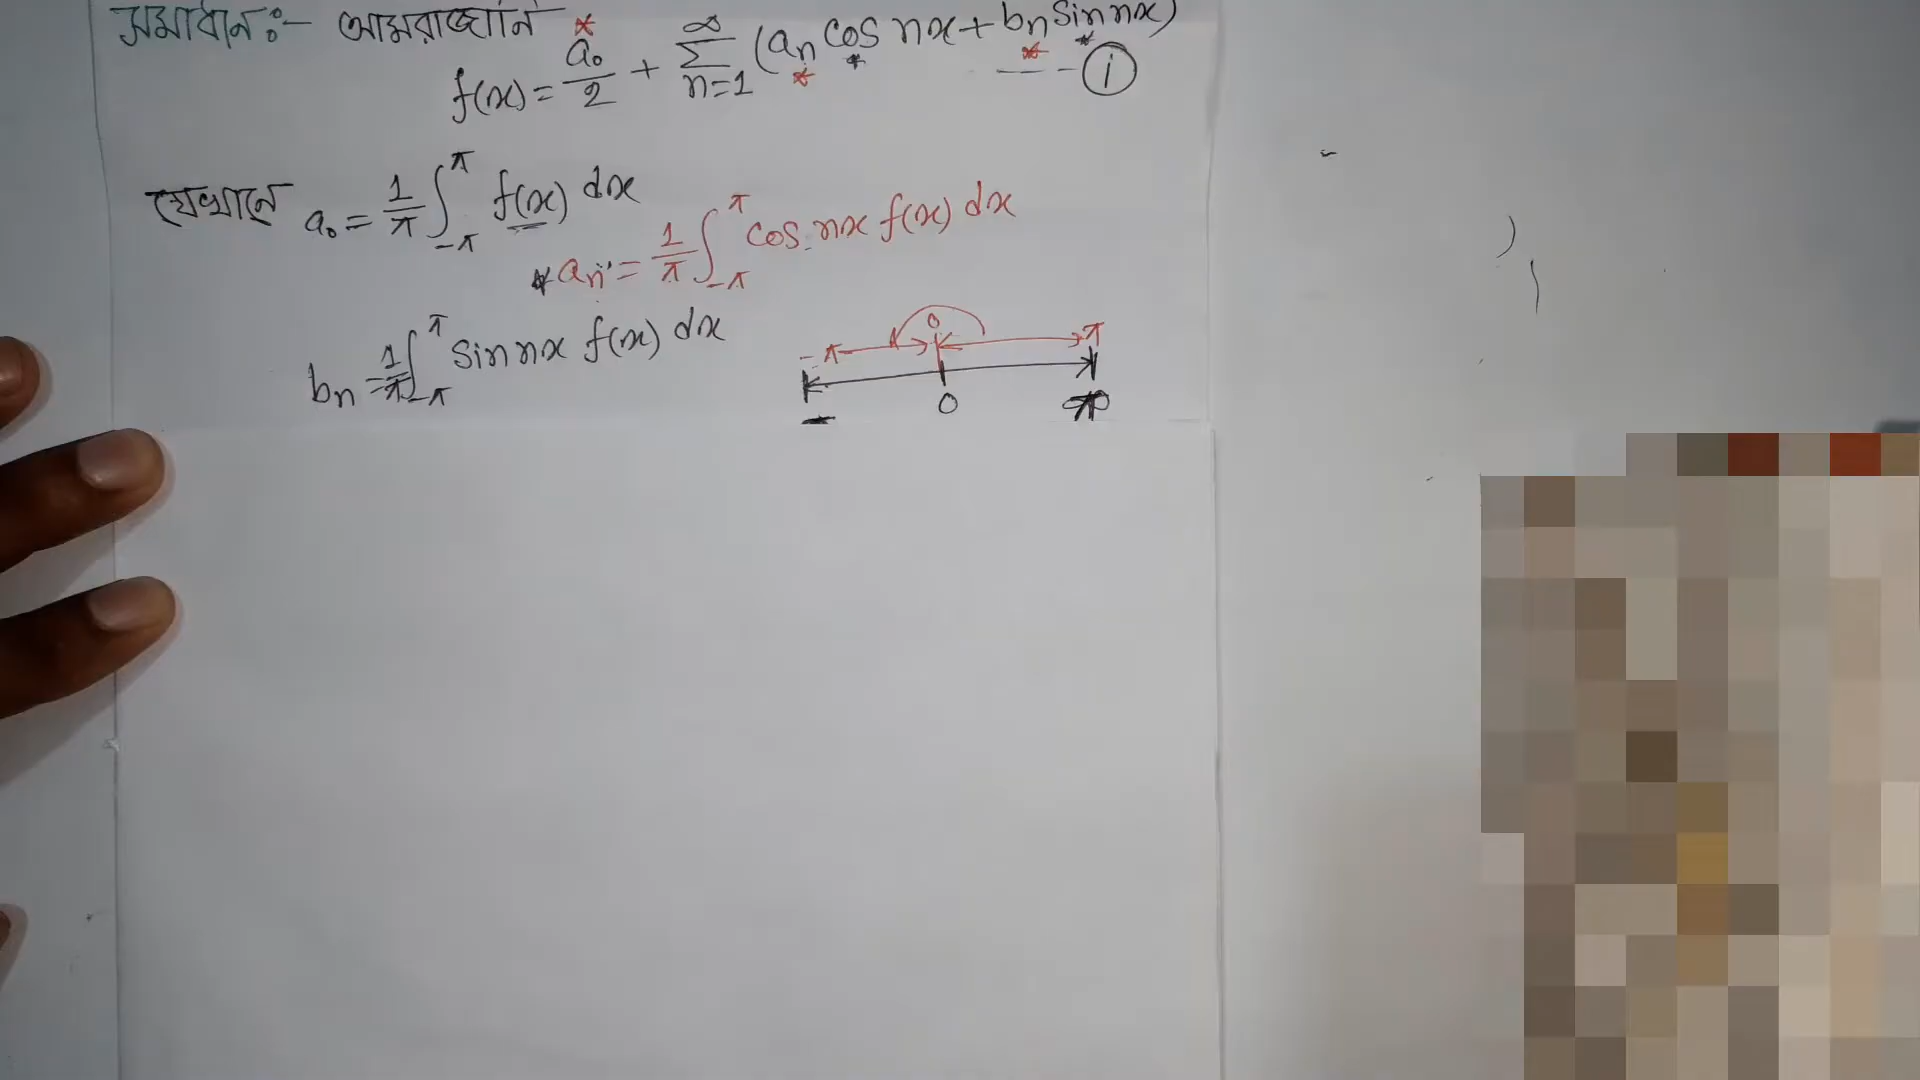 সমাধান :- আমরাজানি
f(x) = a₀/2 + ∑_{n=1}^{∞} (aₙ cos nx + bₙ sin nx) --- (i)
যেখানে a₀ = 1/π ∫_{-π}^{π} f(x) dx
* aₙ = 1/π ∫_{-π}^{π} cos nx f(x) dx
bₙ = 1/π ∫_{-π}^{π} sin nx f(x) dx
-π 0 π
0